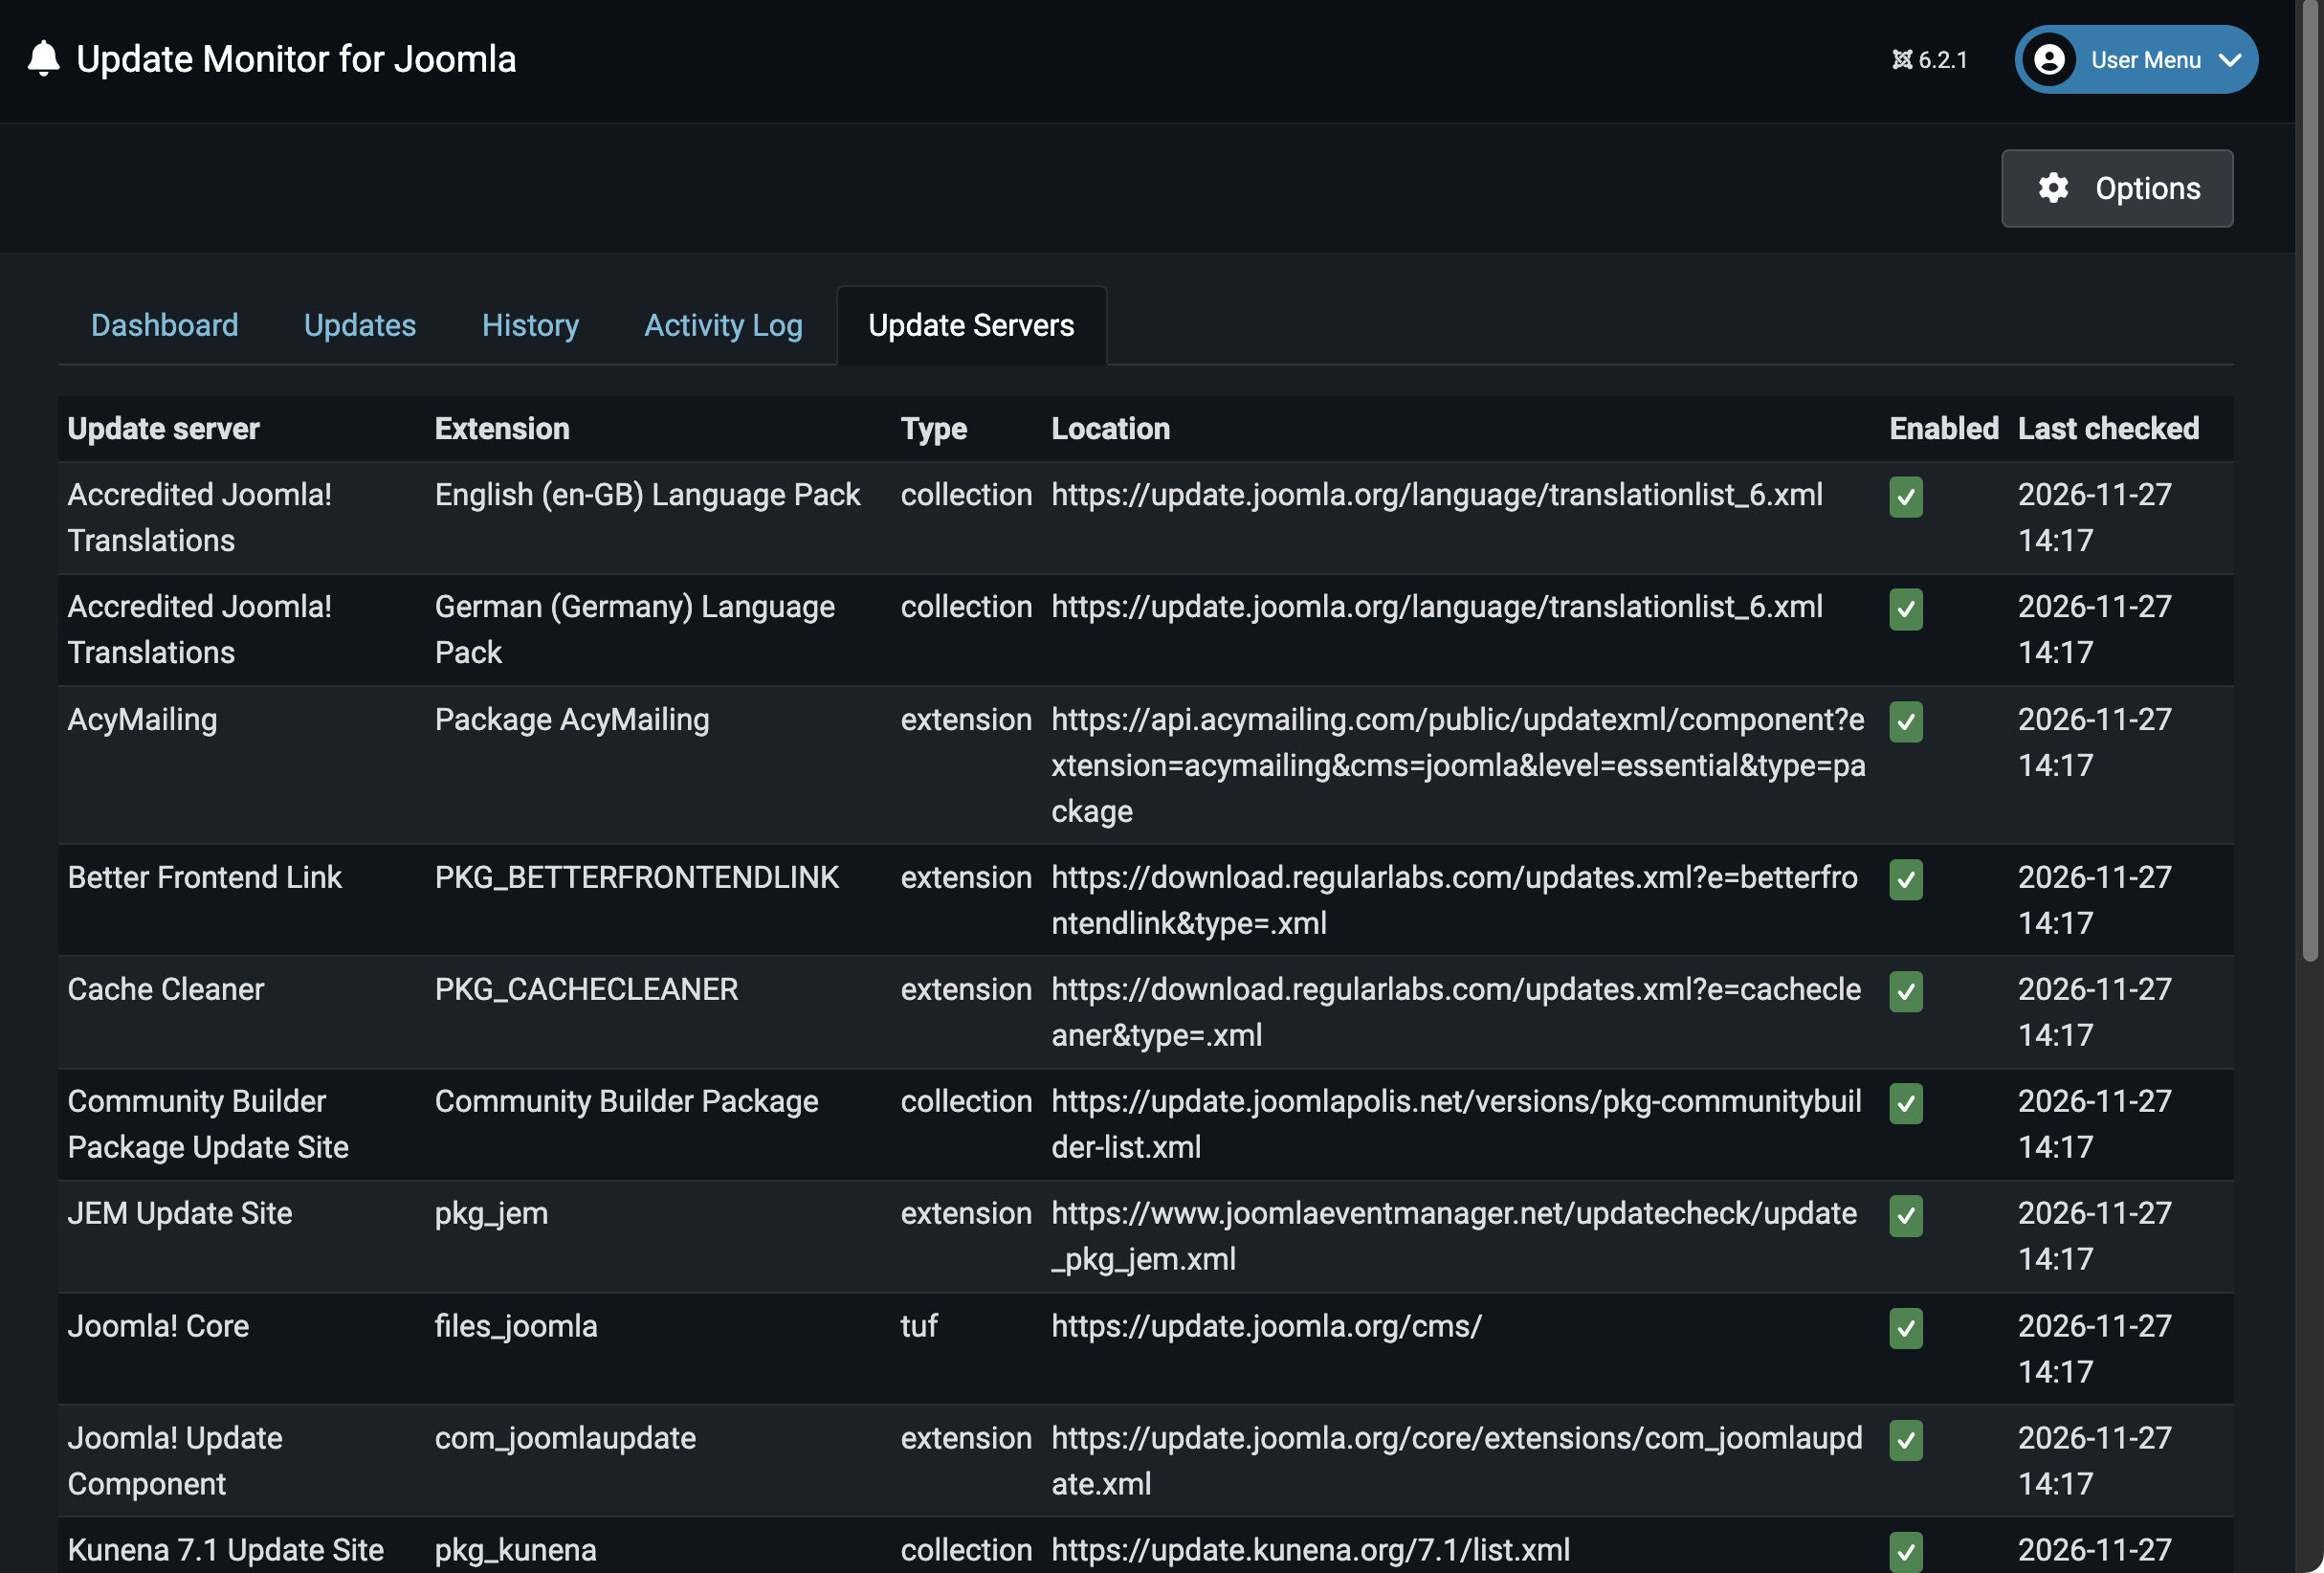 Update Monitor for Joomla
6.2.1
User Menu
Options
Dashboard
Updates
History
Activity Log
Update Servers
Update server Extension Type Location Enabled Last checked
Accredited Joomla! English (en-GB) Language Pack collection https://update.joomla.org/language/translationlist_6.xml 2026-11-27
Translations 14:17
Accredited Joomla! German (Germany) Language collection https://update.joomla.org/language/translationlist_6.xml 2026-11-27
Translations Pack 14:17
AcyMailing Package AcyMailing extension https://api.acymailing.com/public/updatexml/component?e 2026-11-27
xtension=acymailing&cms=joomla&level=essential&type=pa 14:17
ckage
Better Frontend Link PKG_BETTERFRONTENDLINK extension https://download.regularlabs.com/updates.xml?e=betterfro 2026-11-27
ntendlink&type=.xml 14:17
Cache Cleaner PKG_CACHECLEANER extension https://download.regularlabs.com/updates.xml?e=cachecle 2026-11-27
aner&type=.xml 14:17
Community Builder Community Builder Package collection https://update.joomlapolis.net/versions/pkg-communitybuil 2026-11-27
Package Update Site der-list.xml 14:17
JEM Update Site pkg_jem extension https://www.joomlaeventmanager.net/updatecheck/update 2026-11-27
_pkg_jem.xml 14:17
Joomla! Core files_joomla tuf https://update.joomla.org/cms/ 2026-11-27
14:17
Joomla! Update com_joomlaupdate extension https://update.joomla.org/core/extensions/com_joomlaupd 2026-11-27
Component ate.xml 14:17
Kunena 7.1 Update Site pkg_kunena collection https://update.kunena.org/7.1/list.xml 2026-11-27